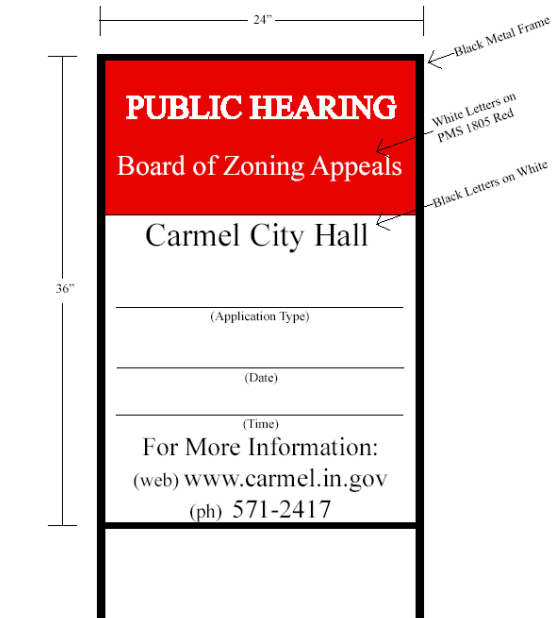 24”
Black Metal Frame
PUBLIC HEARING
White Letters on
PMS 1805 Red
Board of Zoning Appeals
Black Letters on White
Carmel City Hall
36”
(Application Type)
(Date)
(Time)
For More Information:
(web) www.carmel.in.gov
(ph) 571-2417